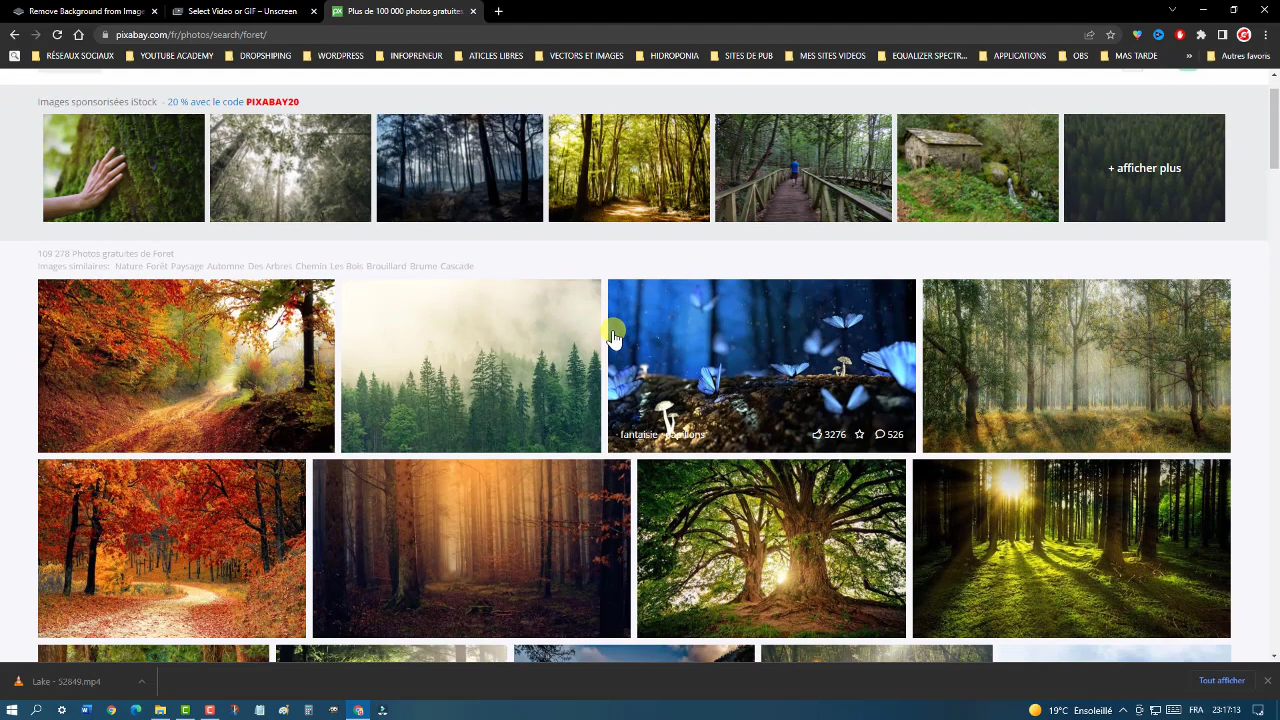 Remove Background from Imag
Select Video or GIF – Unscreen
px Plus de 100 000 photos gratuites
pixabay.com/fr/photos/search/foret/
RÉSEAUX SOCIAUX
YOUTUBE ACADEMY
DROPSHIPING
WORDPRESS
INFOPRENEUR
ATICLES LIBRES
VECTORS ET IMAGES
HIDROPONIA
SITES DE PUB
MES SITES VIDEOS
EQUALIZER SPECTR...
APPLICATIONS
OBS
MAS TARDE
»
Autres favoris
Images sponsorisées iStock - 20 % avec le code PIXABAY20
+ afficher plus
109 278 Photos gratuites de Foret
Images similaires: Nature Forêt Paysage Automne Des Arbres Chemin Les Bois Brouillard Brume Cascade
fantaisie papillons
3276
526
Lake - 52849.mp4
Tout afficher
19°C Ensoleillé
FRA
23:17:13